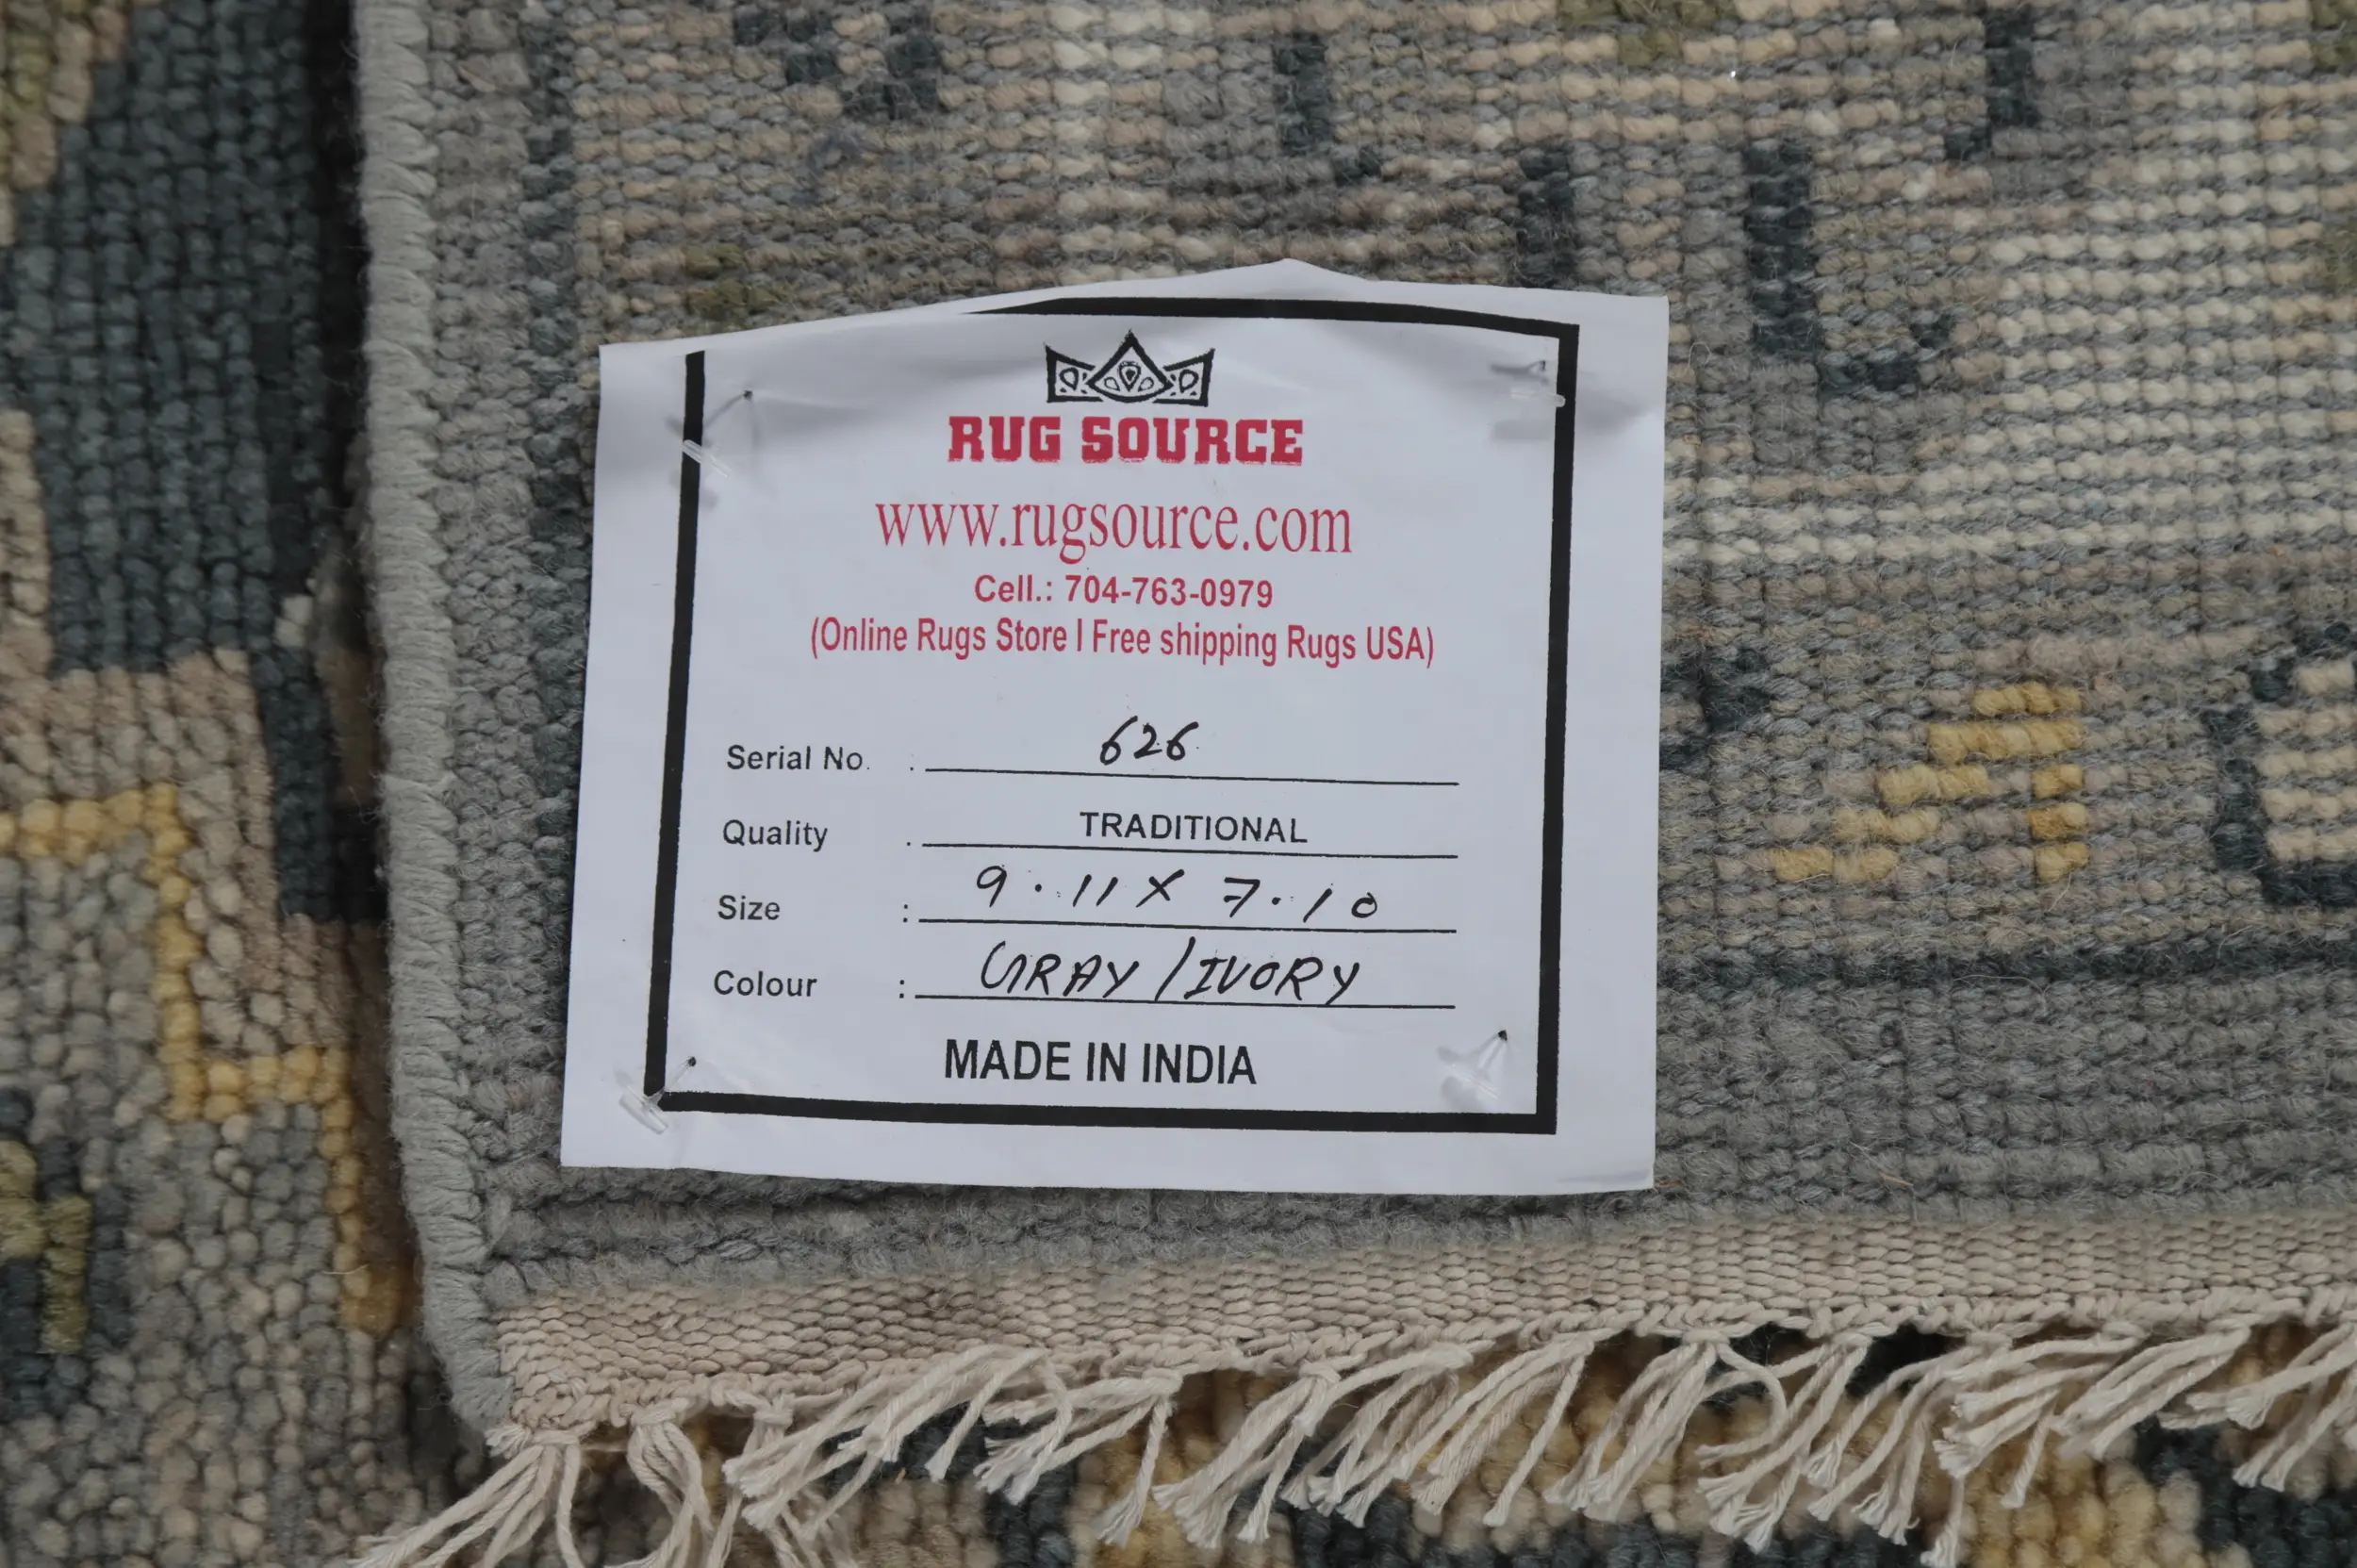 RUG SOURCE
www.rugsource.com
Cell.: 704-763-0979
(Online Rugs Store I Free shipping Rugs USA)
Serial No. : 626
Quality : TRADITIONAL
Size : 9.11 X 7.10
Colour : GRAY / IVORY
MADE IN INDIA